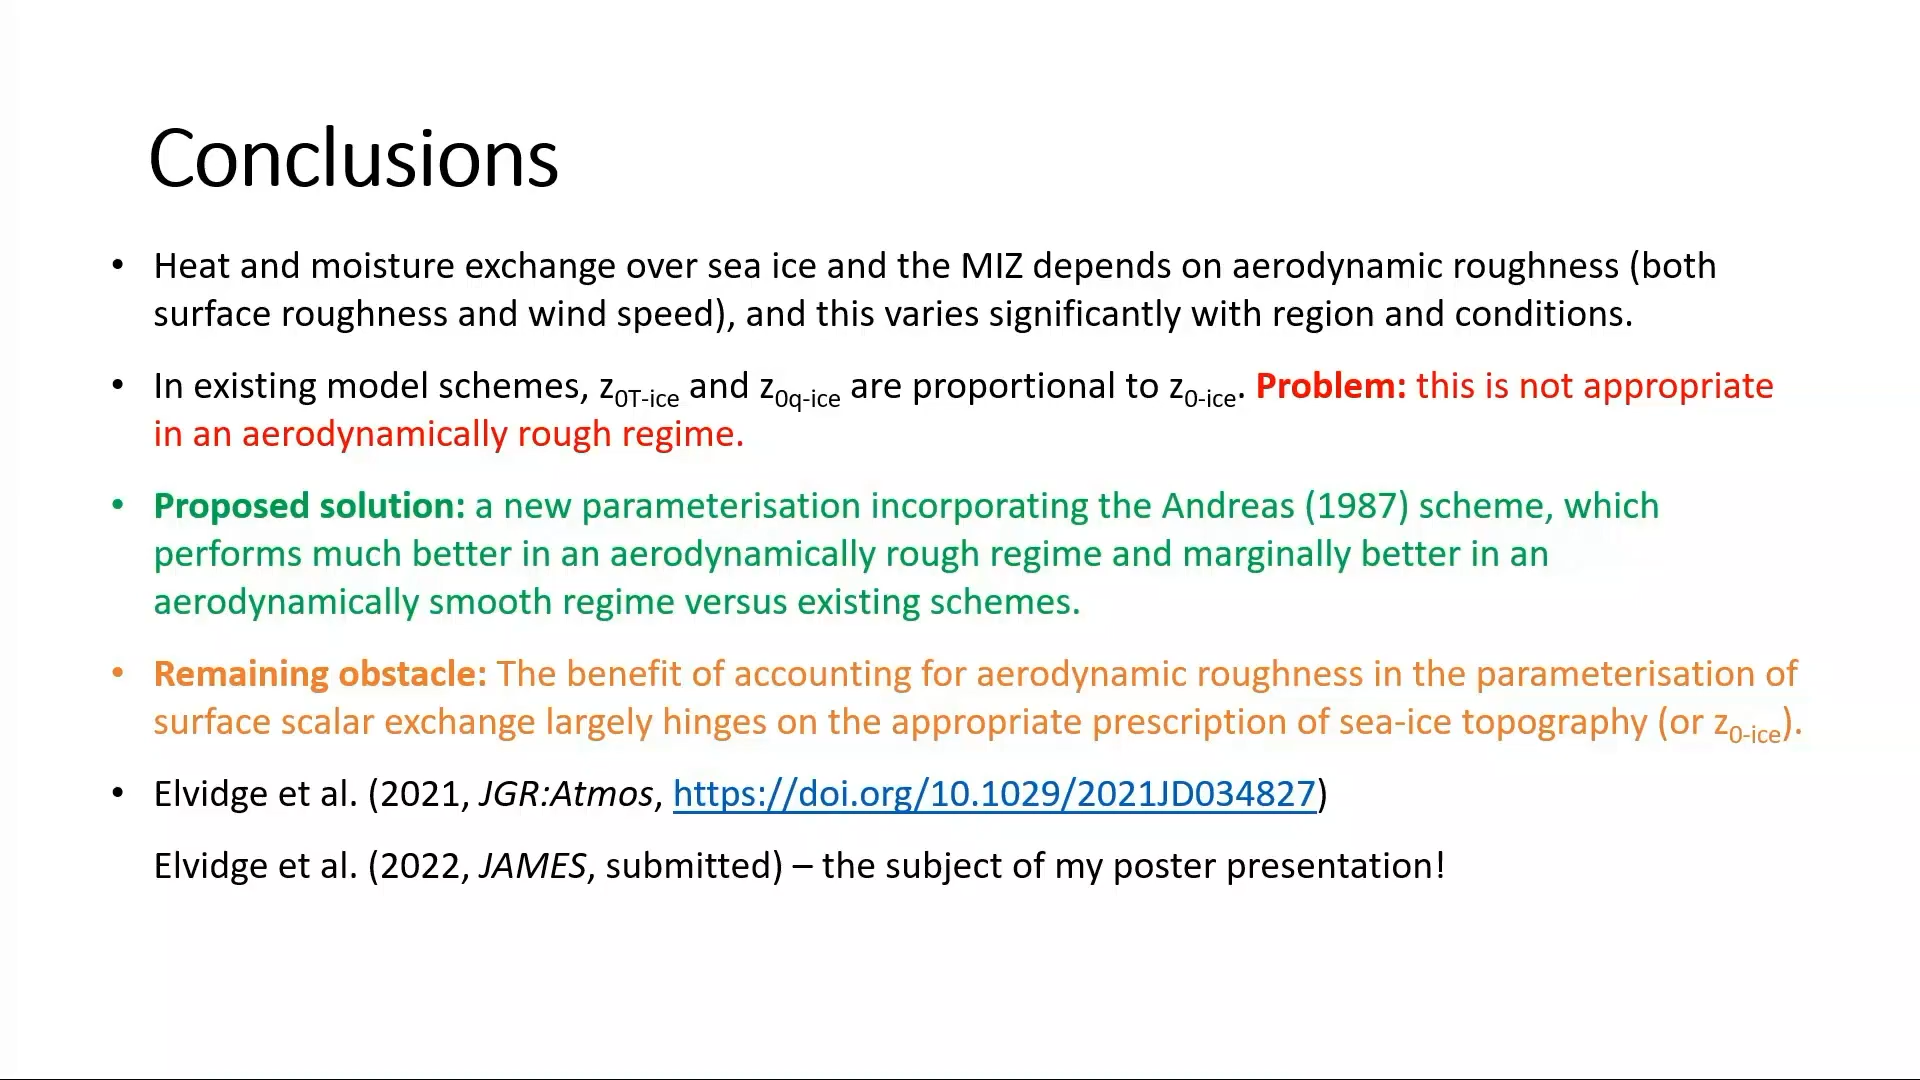 Conclusions
• Heat and moisture exchange over sea ice and the MIZ depends on aerodynamic roughness (both
surface roughness and wind speed), and this varies significantly with region and conditions.
• In existing model schemes, z0T-ice and z0q-ice are proportional to z0-ice. Problem: this is not appropriate
in an aerodynamically rough regime.
• Proposed solution: a new parameterisation incorporating the Andreas (1987) scheme, which
performs much better in an aerodynamically rough regime and marginally better in an
aerodynamically smooth regime versus existing schemes.
• Remaining obstacle: The benefit of accounting for aerodynamic roughness in the parameterisation of
surface scalar exchange largely hinges on the appropriate prescription of sea-ice topography (or z0-ice).
• Elvidge et al. (2021, JGR:Atmos, https://doi.org/10.1029/2021JD034827)
Elvidge et al. (2022, JAMES, submitted) – the subject of my poster presentation!